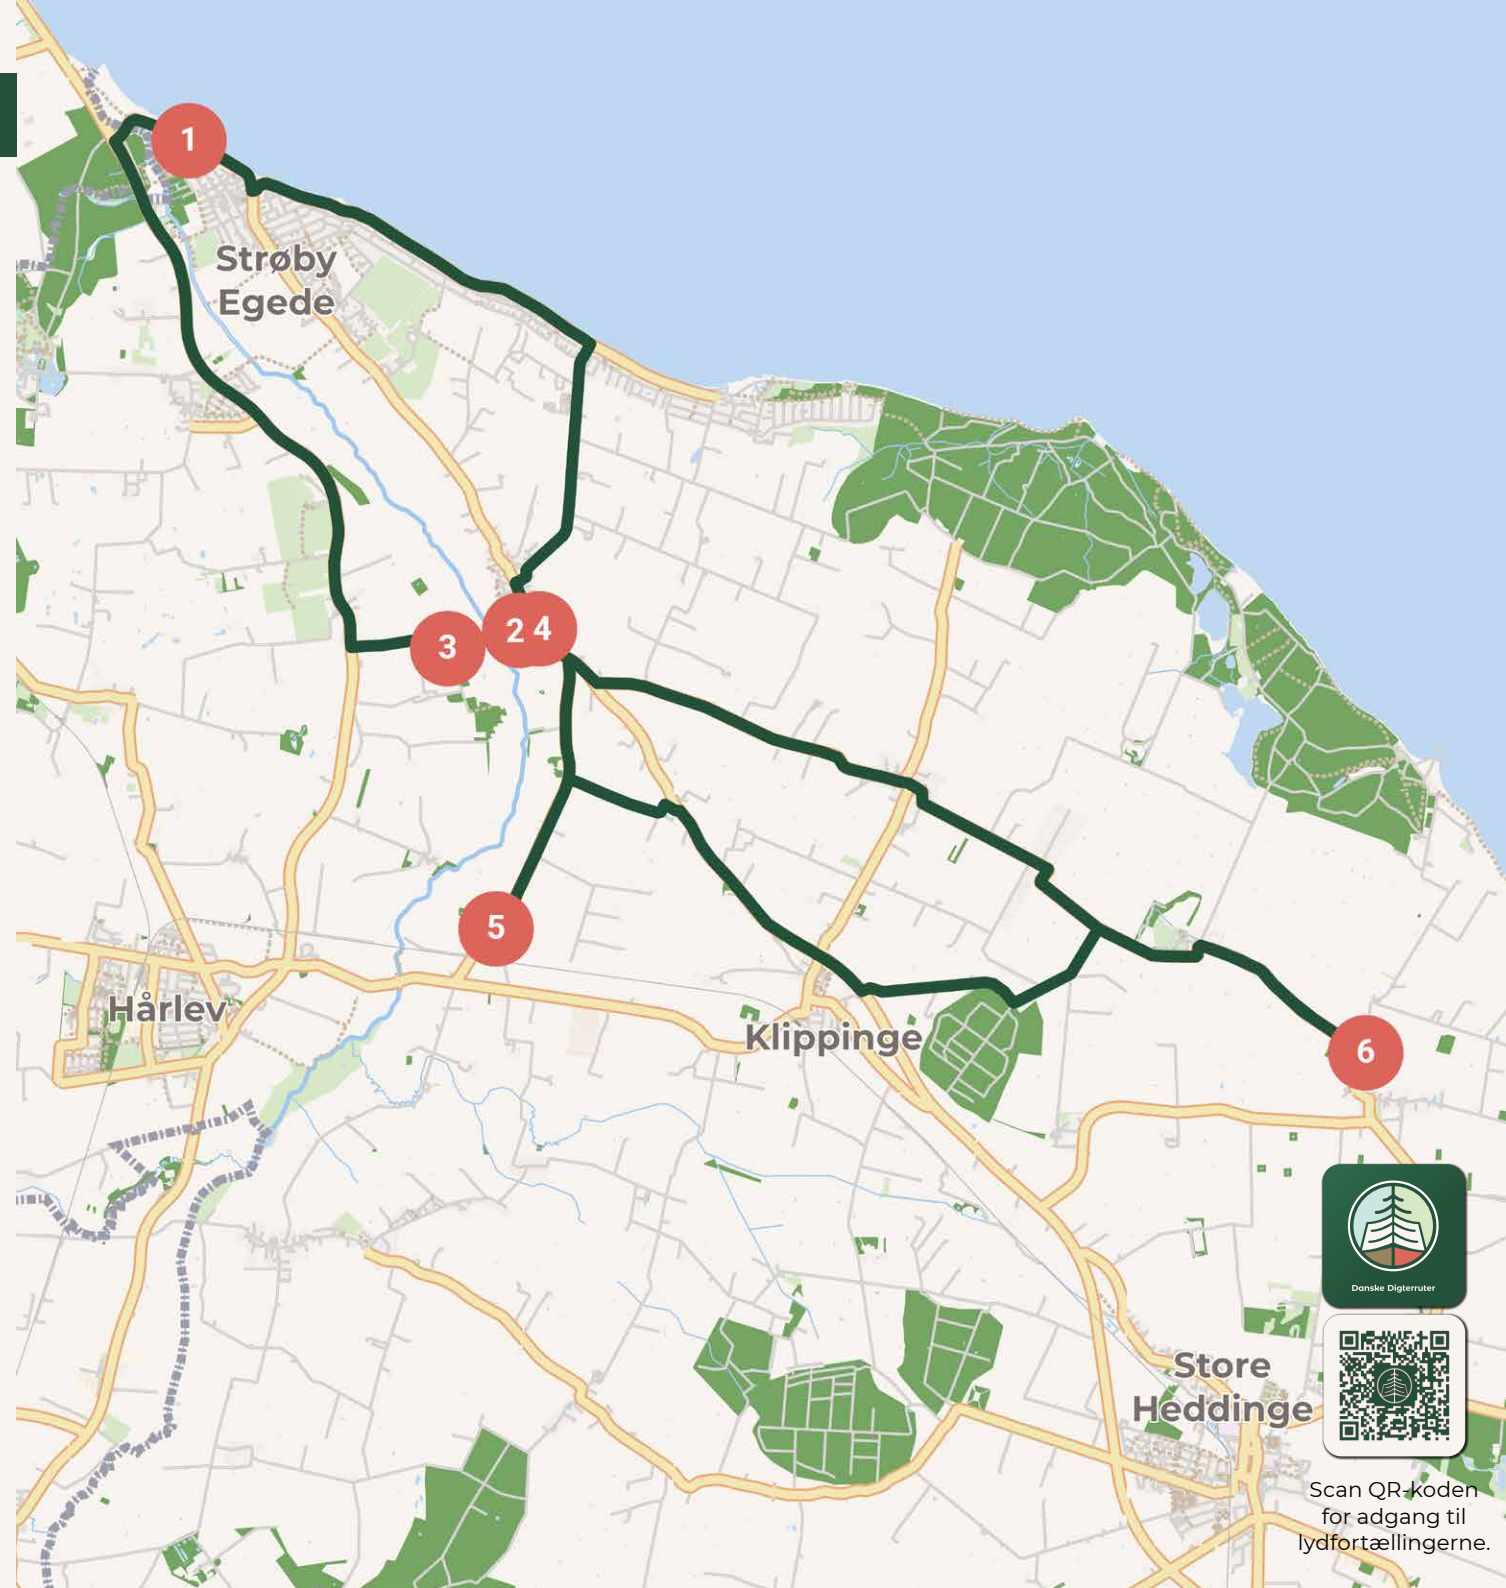 1
Strøby
Egede
3
2 4
5
Hårlev
Klippinge
6
Danske Digterruter
Store
Heddinge
Scan QR-koden
for adgang til
lydfortællingerne.